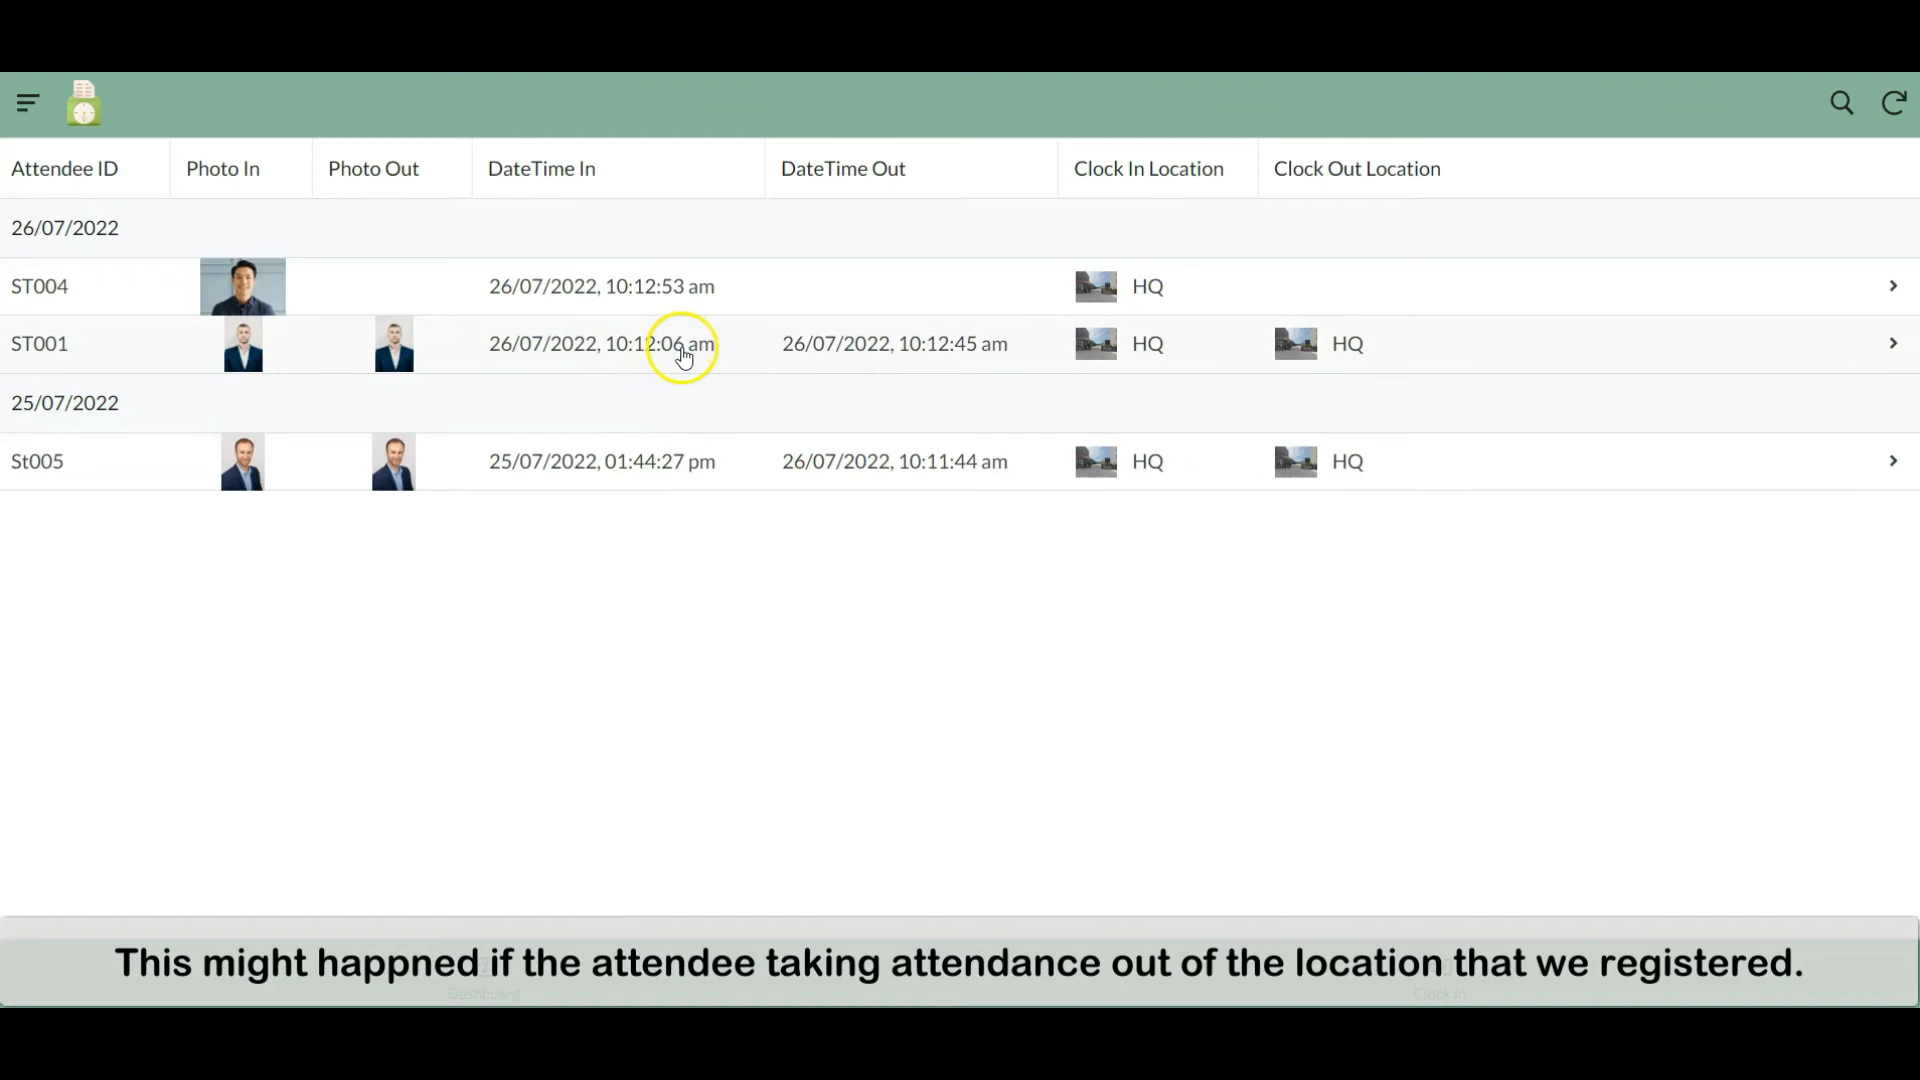 Attendee ID Photo In Photo Out DateTime In DateTime Out Clock In Location Clock Out Location
26/07/2022
ST004 26/07/2022, 10:12:53 am HQ
ST001 26/07/2022, 10:12:06 am 26/07/2022, 10:12:45 am HQ HQ
25/07/2022
St005 25/07/2022, 01:44:27 pm 26/07/2022, 10:11:44 am HQ HQ
This might happned if the attendee taking attendance out of the location that we registered.
Dashboard Clock In